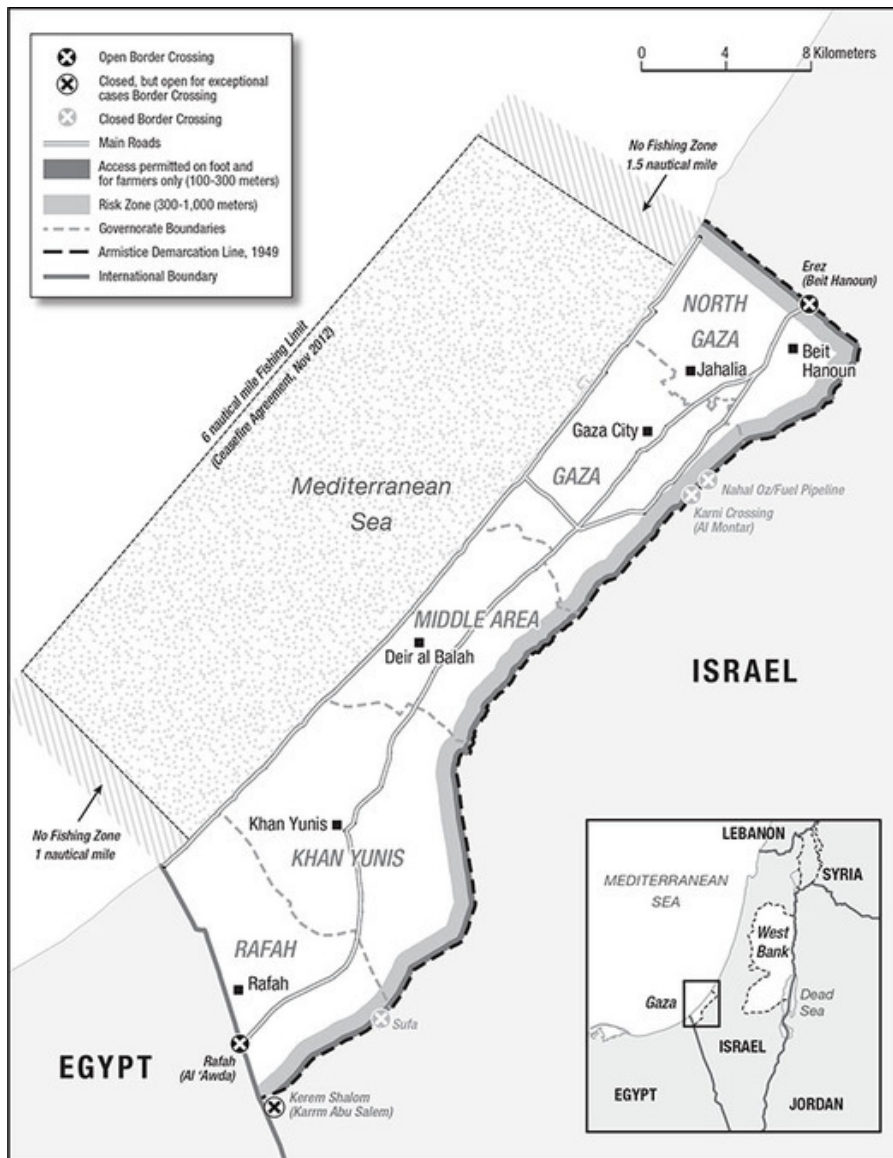 Open Border Crossing
Closed, but open for exceptional
cases Border Crossing
Closed Border Crossing
Main Roads
Access permitted on foot and
for farmers only (100-300 meters)
Risk Zone (300-1,000 meters)
Governorate Boundaries
Armistice Demarcation Line, 1949
International Boundary
0 4 8 Kilometers
No Fishing Zone
1.5 nautical mile
Erez
(Beit Hanoun)
NORTH
GAZA
Beit
Hanoun
Jahalia
6 nautical mile Fishing Limit
(Ceasefire Agreement, Nov 2012)
Gaza City
GAZA
Mediterranean
Sea
Nahal Oz/Fuel Pipeline
Karni Crossing
(Al Montar)
MIDDLE AREA
Deir al Balah
ISRAEL
No Fishing Zone
1 nautical mile
Khan Yunis
KHAN YUNIS
RAFAH
Rafah
Sufa
EGYPT
Rafah
(Al ‘Awda)
Kerem Shalom
(Karrm Abu Salem)
LEBANON
SYRIA
MEDITERRANEAN
SEA
West
Bank
Gaza
Dead
Sea
ISRAEL
EGYPT
JORDAN